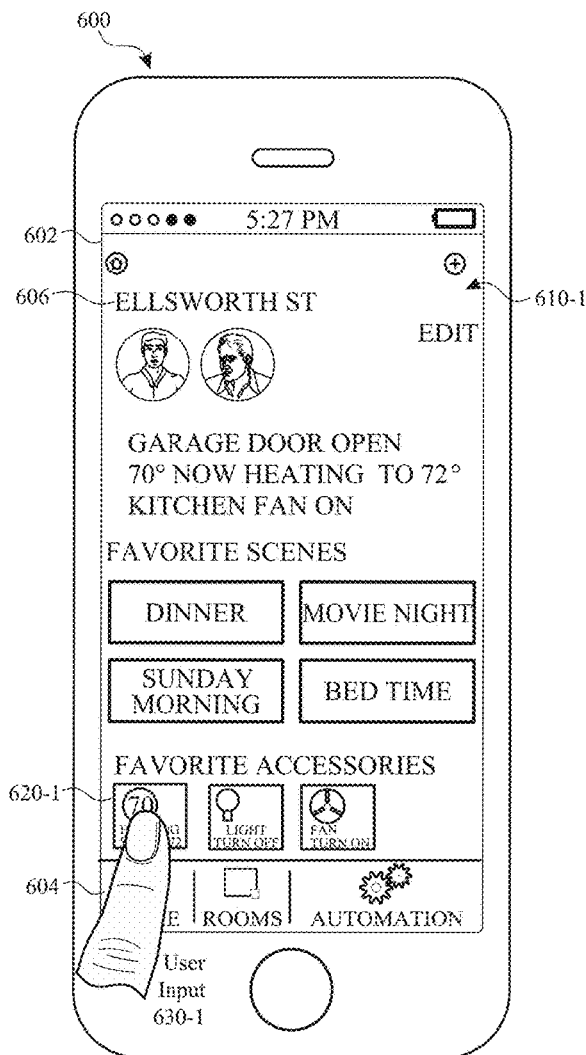 600
5:27 PM
602
606
ELLSWORTH ST
610-1
EDIT
GARAGE DOOR OPEN
70° NOW HEATING TO 72°
KITCHEN FAN ON
FAVORITE SCENES
DINNER
MOVIE NIGHT
SUNDAY
MORNING
BED TIME
FAVORITE ACCESSORIES
620-1
70
LIGHT
TURN OFF
FAN
TURN ON
604
ROOMS
AUTOMATION
User
Input
630-1